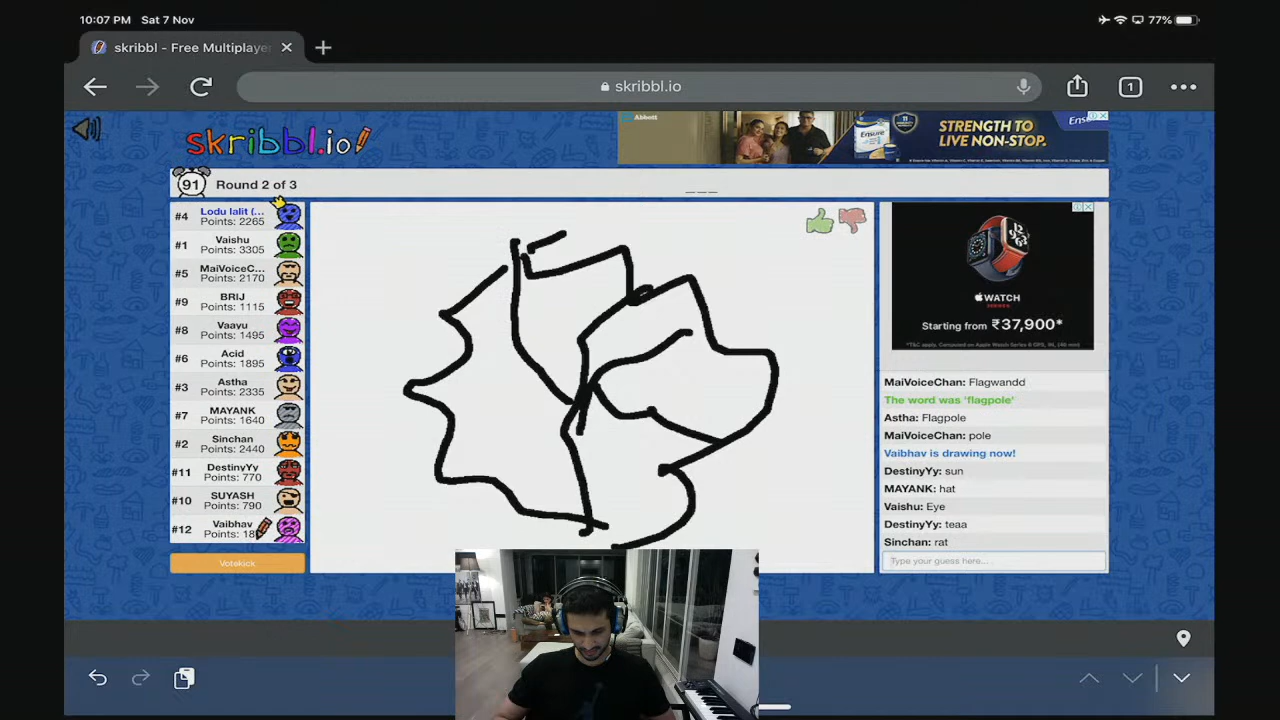 10:07 PM Sat 7 Nov
77%
skribbl - Free Multiplaye
skribbl.io
1
skribbl.io
Abbott
Ensure
STRENGTH TO
LIVE NON-STOP.
91 Round 2 of 3
_ _ _
#4 Lodu lalit (...
Points: 2265
#1 Vaishu
Points: 3305
#5 MaiVoiceC...
Points: 2170
#9 BRIJ
Points: 1115
#8 Vaayu
Points: 1495
#6 Acid
Points: 1895
#3 Astha
Points: 2335
#7 MAYANK
Points: 1640
#2 Sinchan
Points: 2440
#11 DestinyYy
Points: 770
#10 SUYASH
Points: 790
#12 Vaibhav
Points: 18
Votekick
WATCH
Starting from ₹37,900*
MaiVoiceChan: Flagwandd
The word was 'flagpole'
Astha: Flagpole
MaiVoiceChan: pole
Vaibhav is drawing now!
DestinyYy: sun
MAYANK: hat
Vaishu: Eye
DestinyYy: teaa
Sinchan: rat
Type your guess here...